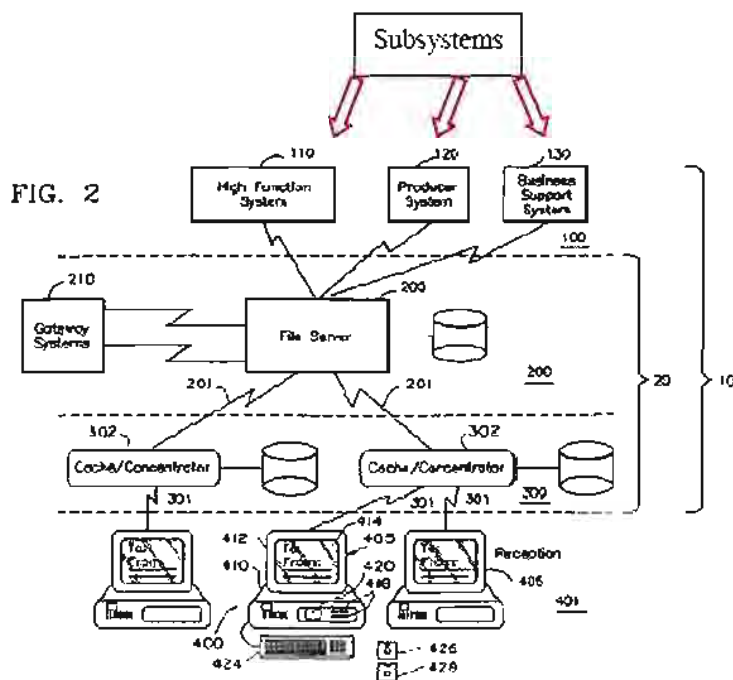 Subsystems
FIG. 2
110
120
130
High Function
System
Producer
System
Business
Support
System
100
210
205
Gateway
Systems
File Server
200
20
10
201
201
302
302
Cache/Concentrator
Cache/Concentrator
301
301
301
300
412
414
405
410
420
418
Reception
405
400
401
424
426
428